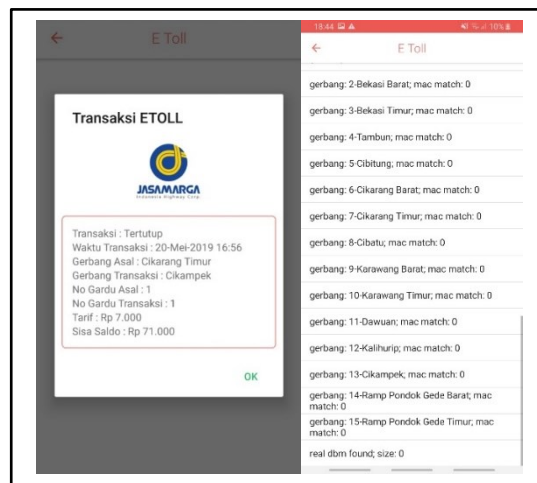 E Toll
Transaksi ETOLL
JASAMARGA
Indonesia Highway Corp
Transaksi : Tertutup
Waktu Transaksi : 20-Mei-2019 16:56
Gerbang Asal : Cikarang Timur
Gerbang Transaksi : Cikampek
No Gardu Asal : 1
No Gardu Transaksi : 1
Tarif : Rp 7.000
Sisa Saldo : Rp 71.000
OK
18:44
10%
E Toll
gerbang: 2-Bekasi Barat; mac match: 0
gerbang: 3-Bekasi Timur; mac match: 0
gerbang: 4-Tambun; mac match: 0
gerbang: 5-Cibitung; mac match: 0
gerbang: 6-Cikarang Barat; mac match: 0
gerbang: 7-Cikarang Timur; mac match: 0
gerbang: 8-Cibatu; mac match: 0
gerbang: 9-Karawang Barat; mac match: 0
gerbang: 10-Karawang Timur; mac match: 0
gerbang: 11-Dawuan; mac match: 0
gerbang: 12-Kalihurip; mac match: 0
gerbang: 13-Cikampek; mac match: 0
gerbang: 14-Ramp Pondok Gede Barat; mac
match: 0
gerbang: 15-Ramp Pondok Gede Timur; mac
match: 0
real dbm found; size: 0